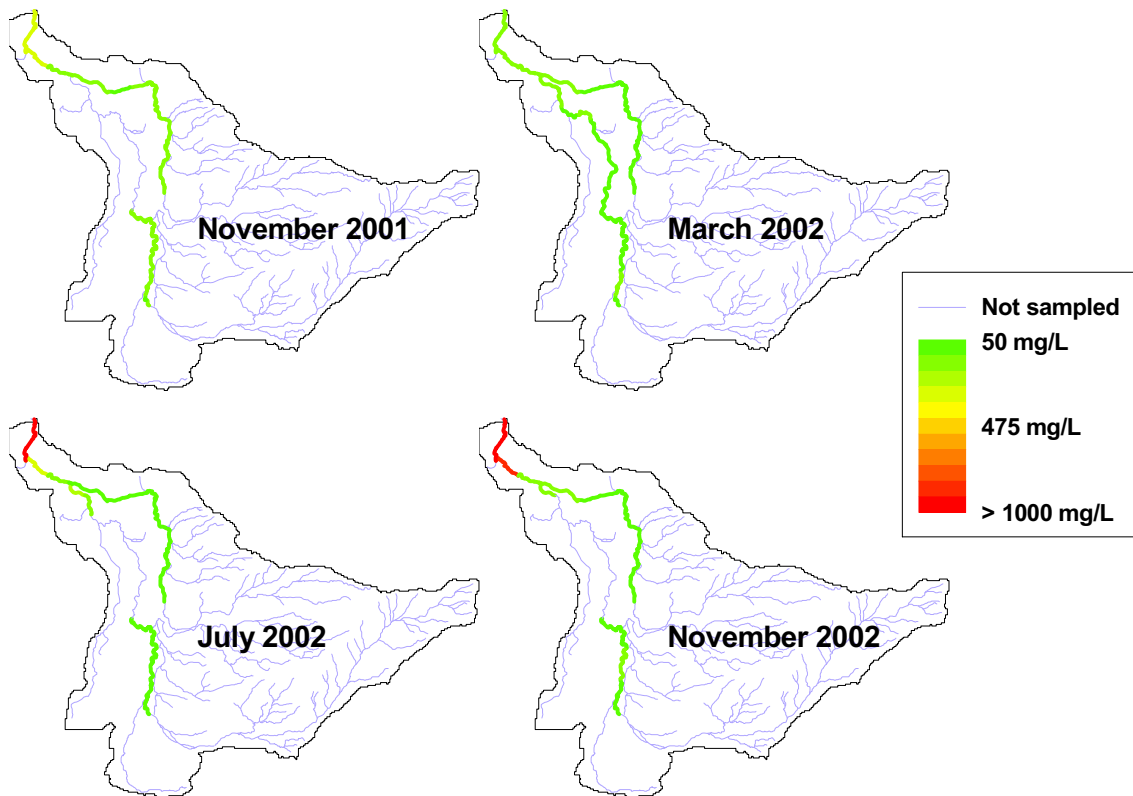 November 2001
March 2002
Not sampled
50 mg/L
475 mg/L
> 1000 mg/L
July 2002
November 2002